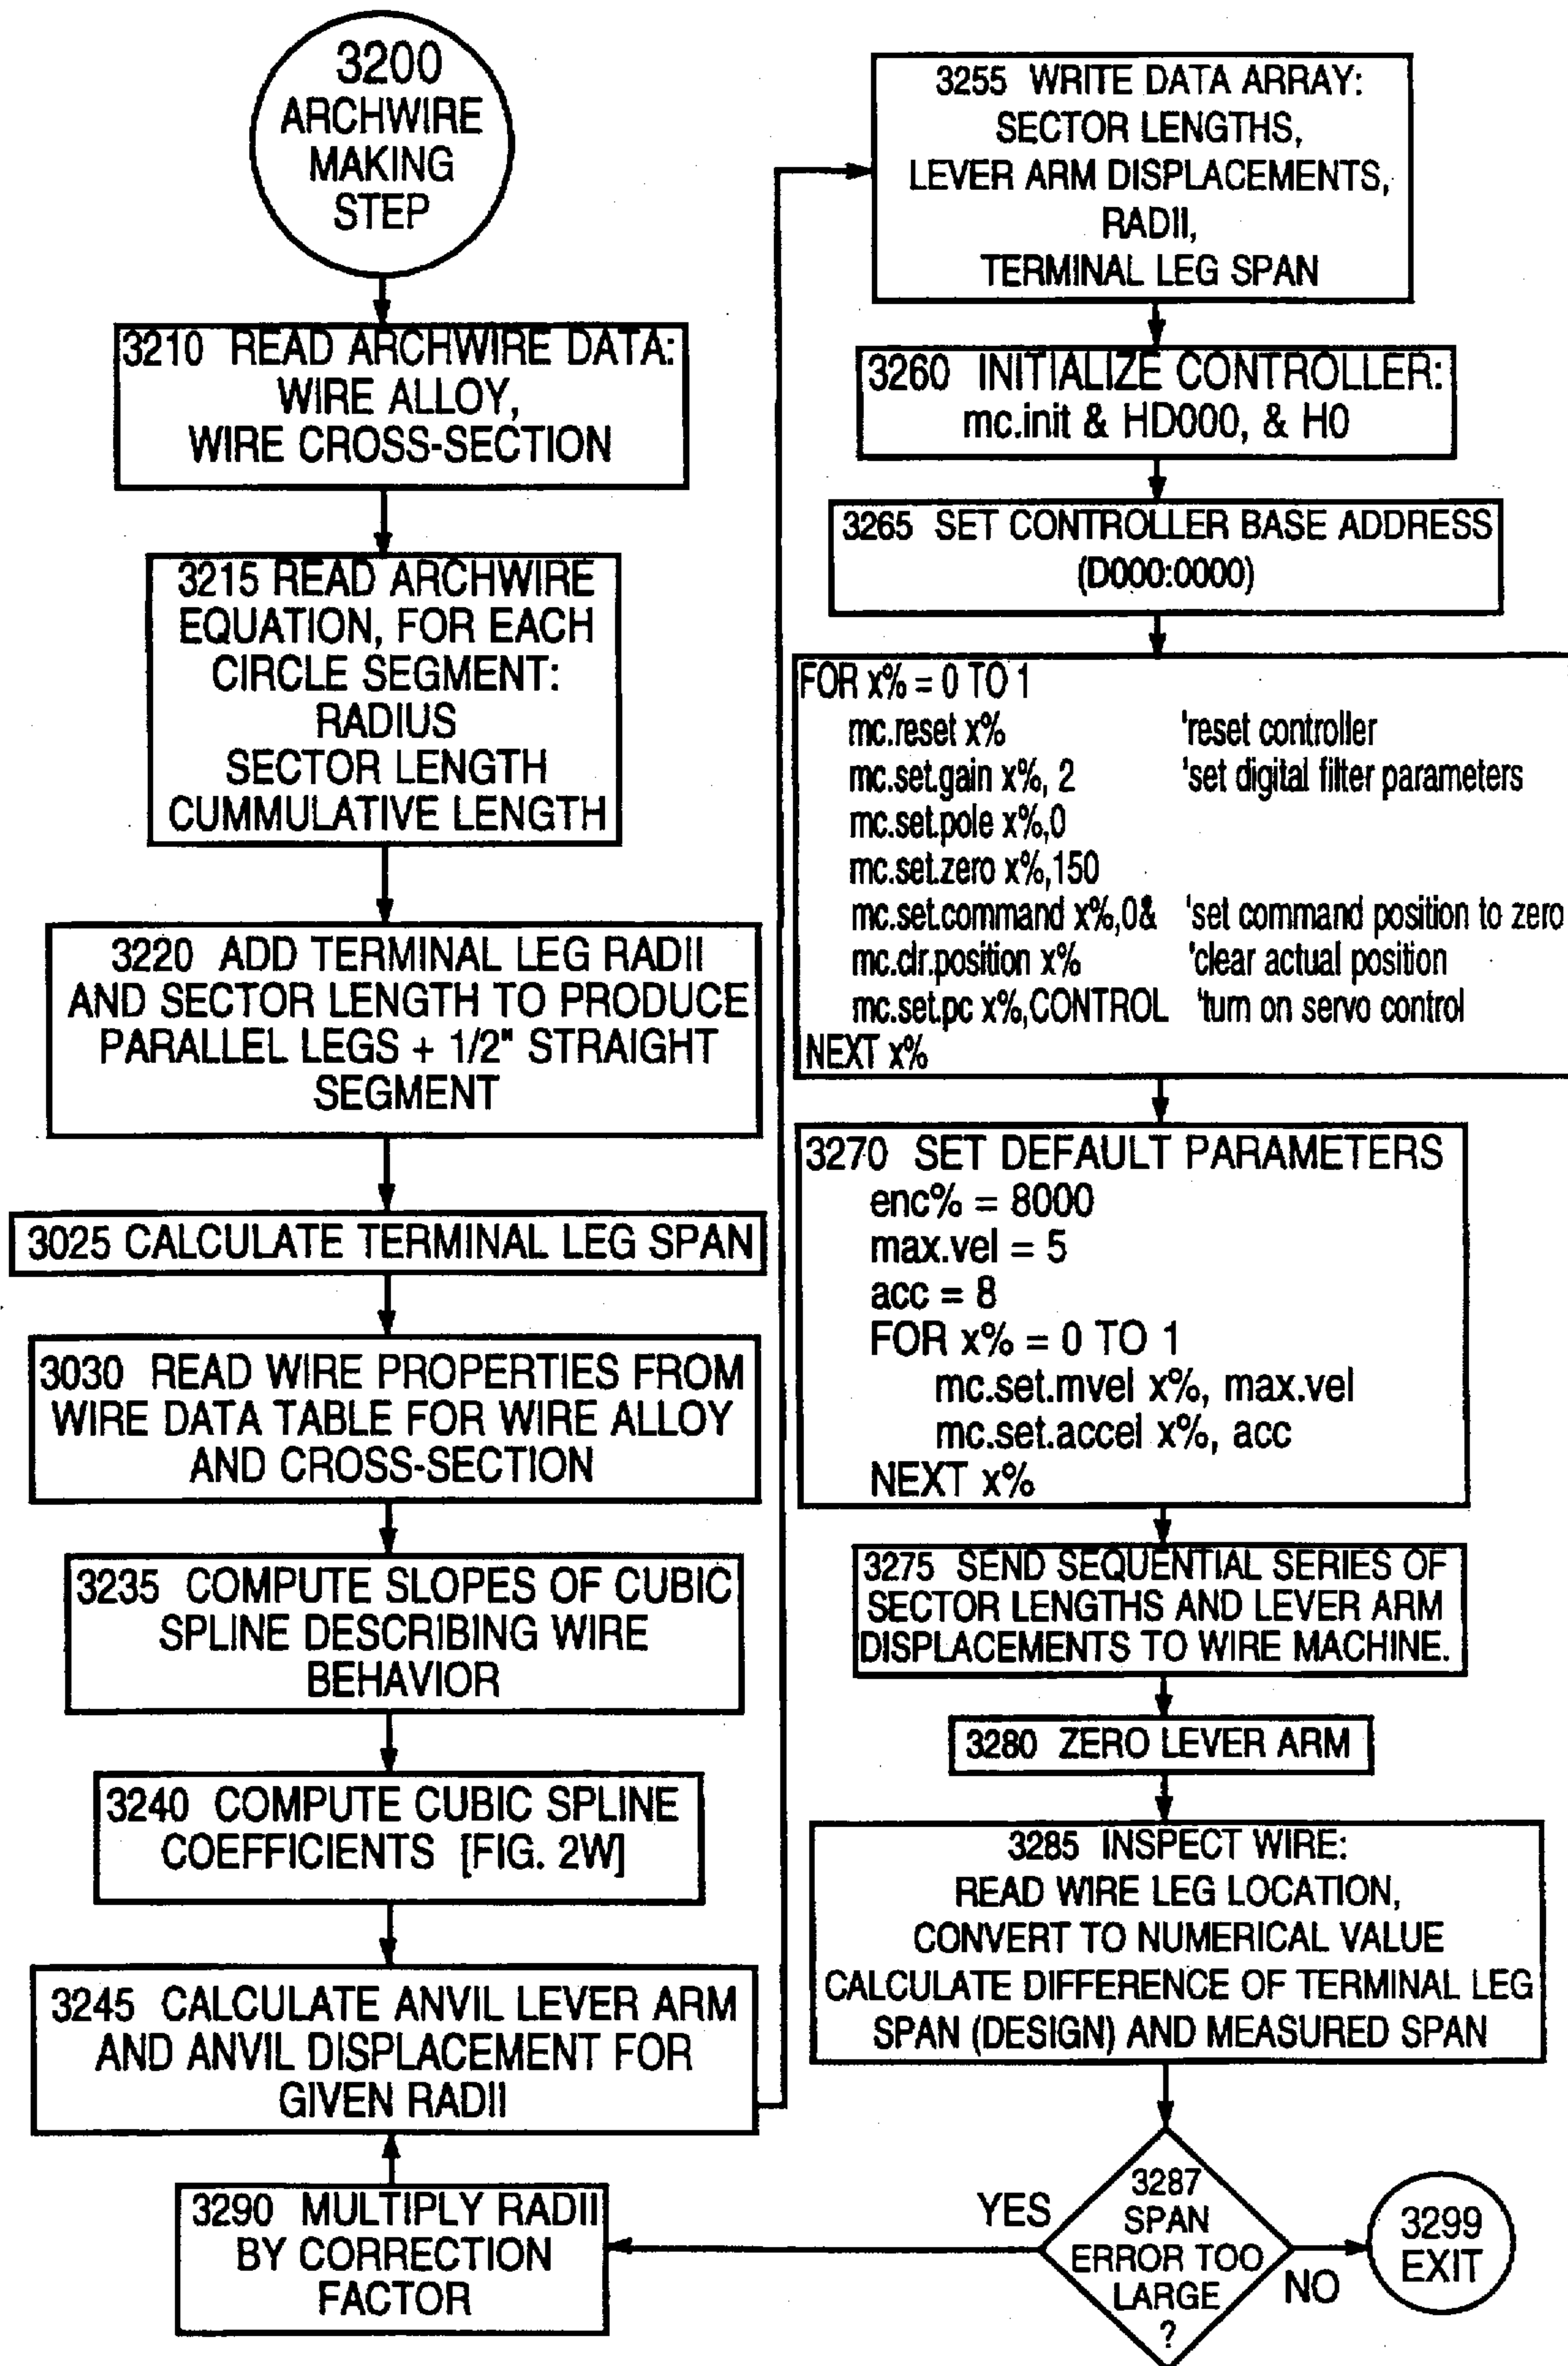 3200
ARCHWIRE
MAKING
STEP
3210 READ ARCHWIRE DATA:
WIRE ALLOY,
WIRE CROSS-SECTION
3215 READ ARCHWIRE
EQUATION, FOR EACH
CIRCLE SEGMENT:
RADIUS
SECTOR LENGTH
CUMMULATIVE LENGTH
3220 ADD TERMINAL LEG RADII
AND SECTOR LENGTH TO PRODUCE
PARALLEL LEGS + 1/2" STRAIGHT
SEGMENT
3025 CALCULATE TERMINAL LEG SPAN
3030 READ WIRE PROPERTIES FROM
WIRE DATA TABLE FOR WIRE ALLOY
AND CROSS-SECTION
3235 COMPUTE SLOPES OF CUBIC
SPLINE DESCRIBING WIRE
BEHAVIOR
3240 COMPUTE CUBIC SPLINE
COEFFICIENTS [FIG. 2W]
3245 CALCULATE ANVIL LEVER ARM
AND ANVIL DISPLACEMENT FOR
GIVEN RADII
3290 MULTIPLY RADII
BY CORRECTION
FACTOR
3255 WRITE DATA ARRAY:
SECTOR LENGTHS,
LEVER ARM DISPLACEMENTS,
RADII,
TERMINAL LEG SPAN
3260 INITIALIZE CONTROLLER:
mc.init & HD000, & H0
3265 SET CONTROLLER BASE ADDRESS
(D000:0000)
FOR x% = 0 TO 1
mc.reset x% 'reset controller
mc.set.gain x%, 2 'set digital filter parameters
mc.set.pole x%,0
mc.set.zero x%,150
mc.set.command x%,0& 'set command position to zero
mc.clr.position x% 'clear actual position
mc.set.pc x%,CONTROL 'turn on servo control
NEXT x%
3270 SET DEFAULT PARAMETERS
enc% = 8000
max.vel = 5
acc = 8
FOR x% = 0 TO 1
mc.set.mvel x%, max.vel
mc.set.accel x%, acc
NEXT x%
3275 SEND SEQUENTIAL SERIES OF
SECTOR LENGTHS AND LEVER ARM
DISPLACEMENTS TO WIRE MACHINE.
3280 ZERO LEVER ARM
3285 INSPECT WIRE:
READ WIRE LEG LOCATION,
CONVERT TO NUMERICAL VALUE
CALCULATE DIFFERENCE OF TERMINAL LEG
SPAN (DESIGN) AND MEASURED SPAN
3287
SPAN
ERROR TOO
LARGE
?
YES
NO
3299
EXIT